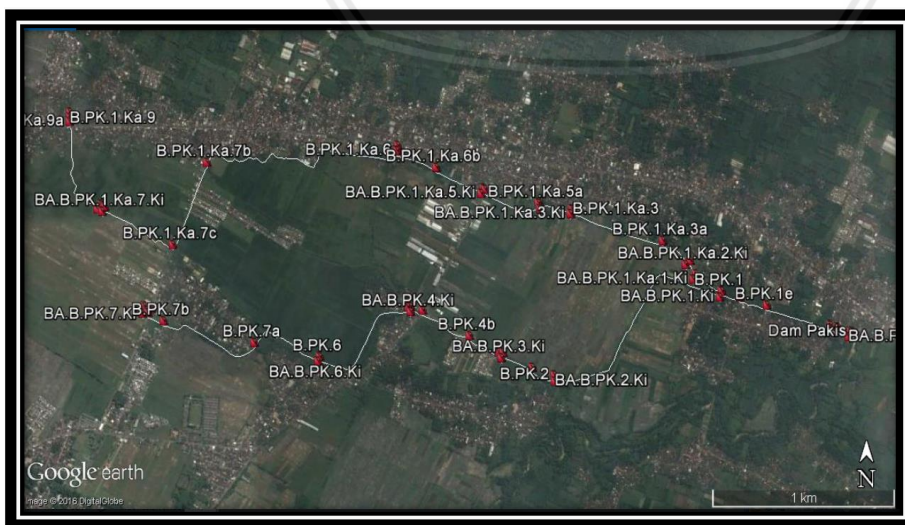 Ka.9a
B.PK.1.Ka.9
B.PK.1.Ka.7b
B.PK.1.Ka.6
B.PK.1.Ka.6b
BA.B.PK.1.Ka.5.Ki
B.PK.1.Ka.5a
BA.B.PK.1.Ka.7.Ki
BA.B.PK.1.Ka.3.Ki
B.PK.1.Ka.3
B.PK.1.Ka.7c
B.PK.1.Ka.3a
BA.B.PK.1.Ka.2.Ki
BA.B.PK.1.Ka.1.Ki
B.PK.1
BA.B.PK.1.Ki
B.PK.1e
BA.B.PK.7.Ki
B.PK.7b
BA.B.PK.4.Ki
Dam Pakis
BA.B.P
B.PK.7a
B.PK.4b
B.PK.6
BA.B.PK.3.Ki
BA.B.PK.6.Ki
B.PK.2
BA.B.PK.2.Ki
Google earth
Image © 2016 DigitalGlobe
N
1 km